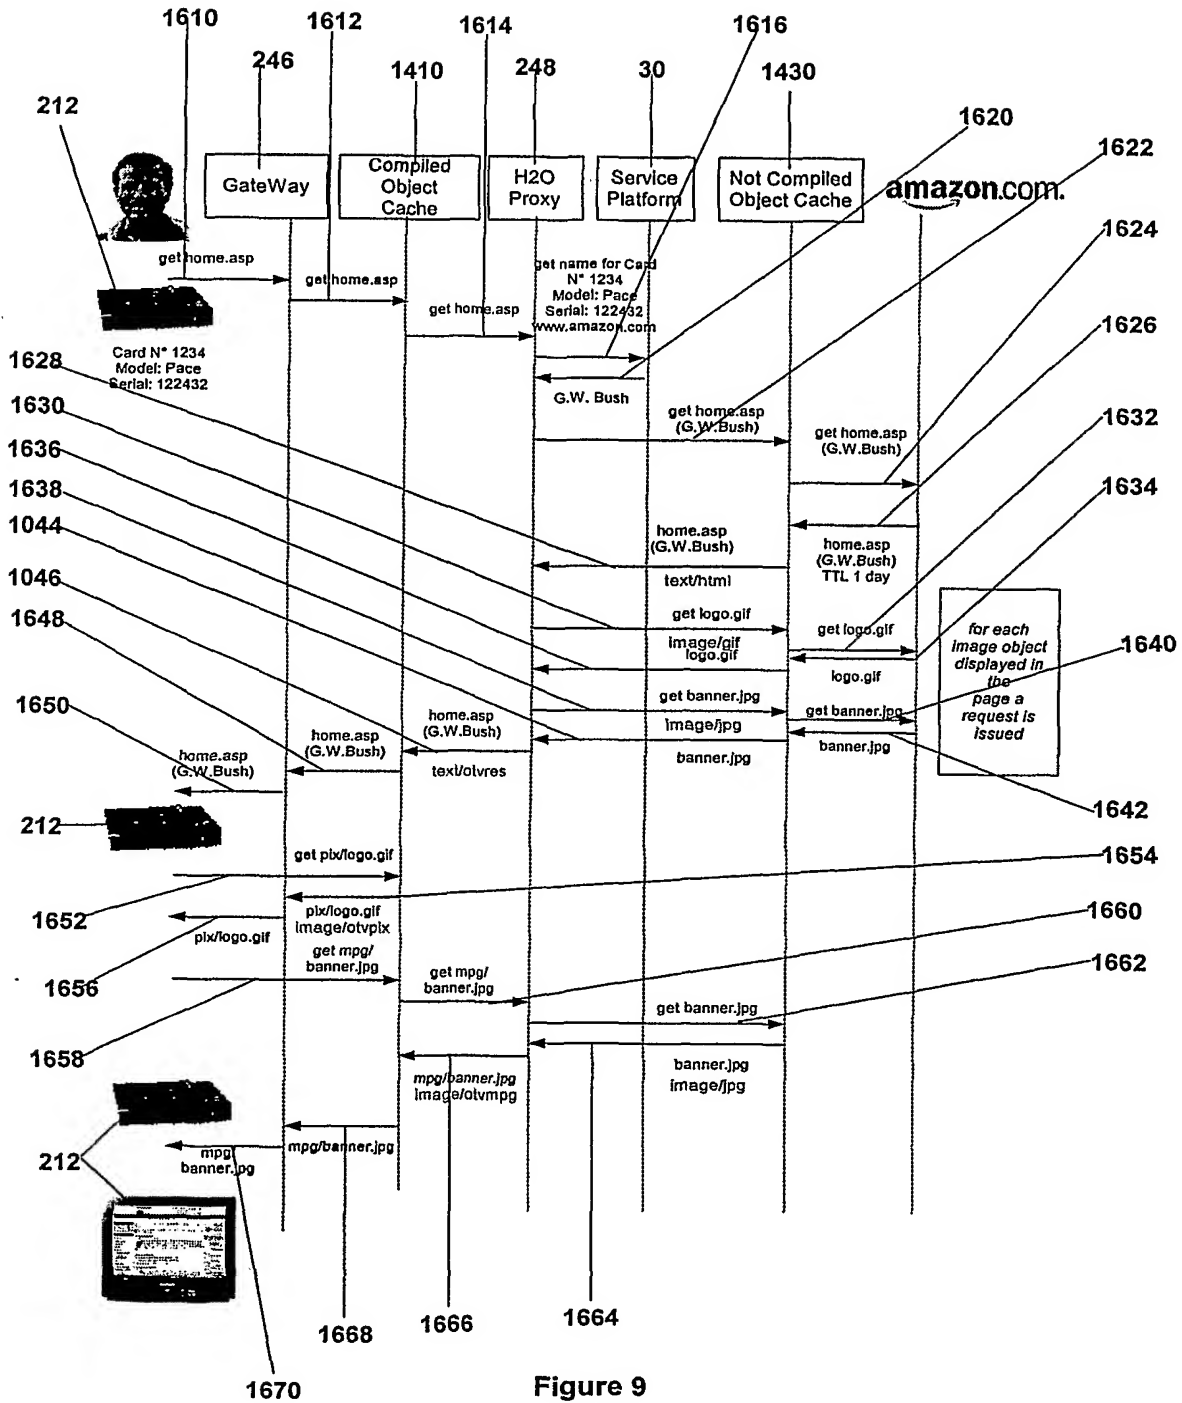 1610
1612
1614
1616
246
1410
248
30
1430
212
1620
1622
GateWay
Compiled
Object
Cache
H2O
Proxy
Service
Platform
Not Compiled
Object Cache
amazon.com.
1624
get home.asp
get home.asp
get home.asp
get name for Card
N° 1234
Model: Pace
Serial: 122432
www.amazon.com
1626
Card N° 1234
Model: Pace
Serial: 122432
1628
G.W. Bush
1630
get home.asp
(G.W.Bush)
get home.asp
(G.W.Bush)
1632
1636
1638
1634
1044
home.asp
(G.W.Bush)
text/html
home.asp
(G.W.Bush)
TTL 1 day
1046
1648
get logo.gif
image/gif
logo.gif
get logo.gif
logo.gif
for each
image object
displayed in
the
page a
request is
issued
1640
1650
get banner.jpg
image/jpg
banner.jpg
get banner.jpg
banner.jpg
home.asp
(G.W.Bush)
text/otvres
home.asp
(G.W.Bush)
home.asp
(G.W.Bush)
1642
212
get pix/logo.gif
1654
1652
pix/logo.gif
image/otvpix
pix/logo.gif
1660
get mpg/
banner.jpg
get mpg/
banner.jpg
1662
1656
get banner.jpg
1658
banner.jpg
image/jpg
mpg/banner.jpg
image/otvmpg
mpg/banner.jpg
mpg/
banner.jpg
212
1668
1666
1664
1670
Figure 9